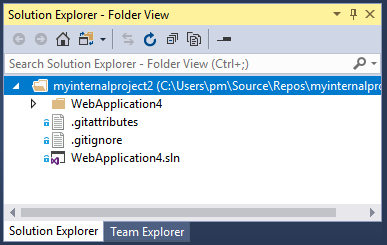 Solution Explorer - Folder View
Search Solution Explorer - Folder View (Ctrl+;)
myinternalproject2 (C:\Users\pm\Source\Repos\myinternalpro
WebApplication4
.gitattributes
.gitignore
WebApplication4.sln
Solution Explorer Team Explorer